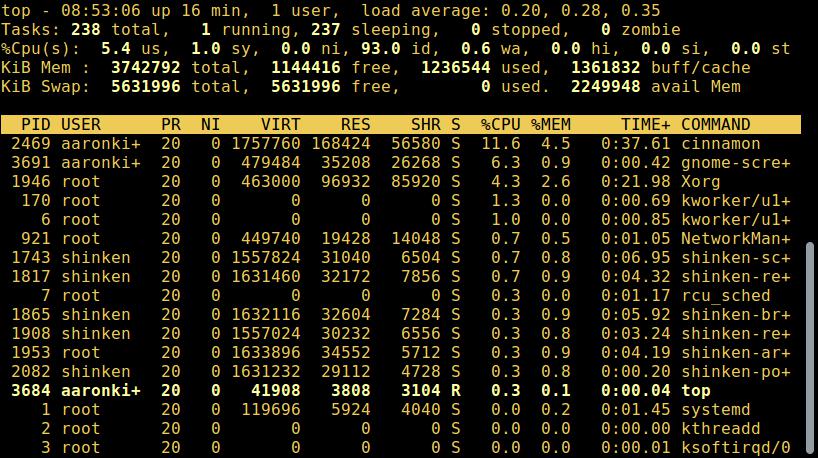 top - 08:53:06 up 16 min,  1 user,  load average: 0.20, 0.28, 0.35
Tasks: 238 total,   1 running, 237 sleeping,   0 stopped,   0 zombie
%Cpu(s):  5.4 us,  1.0 sy,  0.0 ni, 93.0 id,  0.6 wa,  0.0 hi,  0.0 si,  0.0 st
KiB Mem :  3742792 total,  1144416 free,  1236544 used,  1361832 buff/cache
KiB Swap:  5631996 total,  5631996 free,        0 used.  2249948 avail Mem
PID USER      PR  NI    VIRT    RES    SHR S  %CPU %MEM     TIME+ COMMAND
2469 aaronki+  20   0 1757760 168424  56580 S  11.6  4.5   0:37.61 cinnamon
3691 aaronki+  20   0  479484  35208  26268 S   6.3  0.9   0:00.42 gnome-scre+
1946 root      20   0  463000  96932  85920 S   4.3  2.6   0:21.98 Xorg
170 root      20   0       0      0      0 S   1.3  0.0   0:00.69 kworker/u1+
6 root      20   0       0      0      0 S   1.0  0.0   0:00.85 kworker/u1+
921 root      20   0  449740  19428  14048 S   0.7  0.5   0:01.05 NetworkMan+
1743 shinken   20   0 1557824  31040   6504 S   0.7  0.8   0:06.95 shinken-sc+
1817 shinken   20   0 1631460  32172   7856 S   0.7  0.9   0:04.32 shinken-re+
7 root      20   0       0      0      0 S   0.3  0.0   0:01.17 rcu_sched
1865 shinken   20   0 1632116  32604   7284 S   0.3  0.9   0:05.92 shinken-br+
1908 shinken   20   0 1557024  30232   6556 S   0.3  0.8   0:03.24 shinken-re+
1953 root      20   0 1633896  34552   5712 S   0.3  0.9   0:04.19 shinken-ar+
2082 shinken   20   0 1631232  29112   4728 S   0.3  0.8   0:00.20 shinken-po+
3684 aaronki+  20   0   41908   3808   3104 R   0.3  0.1   0:00.04 top
1 root      20   0  119696   5924   4040 S   0.0  0.2   0:01.45 systemd
2 root      20   0       0      0      0 S   0.0  0.0   0:00.00 kthreadd
3 root      20   0       0      0      0 S   0.0  0.0   0:00.01 ksoftirqd/0